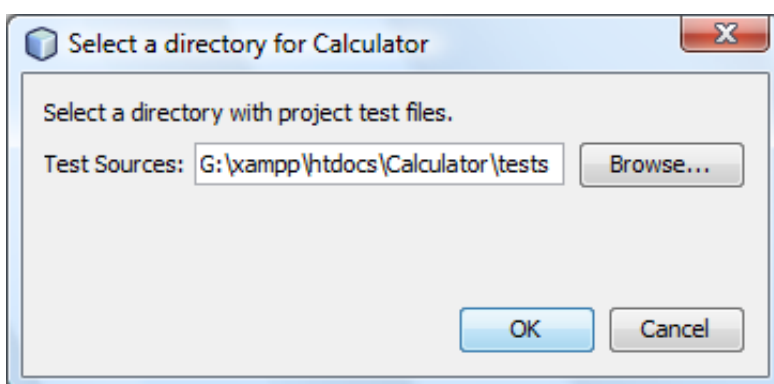 Select a directory for Calculator
Select a directory with project test files.
Test Sources: G:\xampp\htdocs\Calculator\tests Browse...
OK Cancel